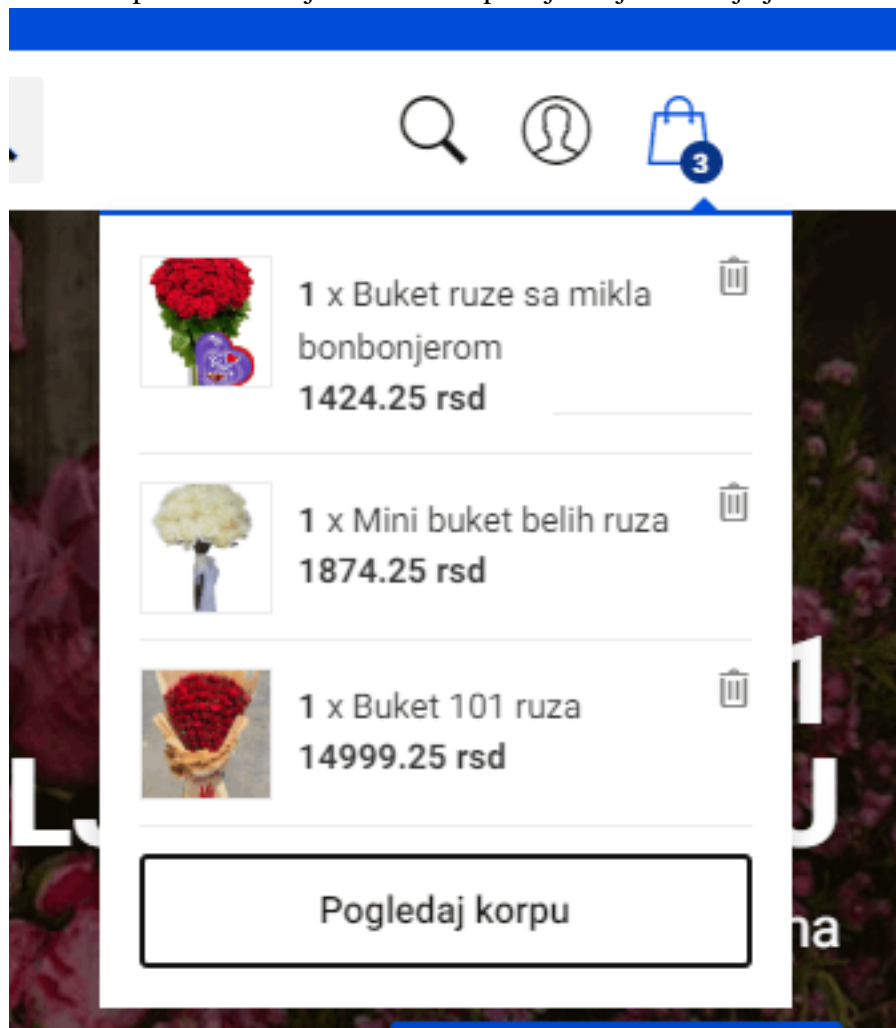 3
1 x Buket ruze sa mikla
bonbonjerom
1424.25 rsd
1 x Mini buket belih ruza
1874.25 rsd
1 x Buket 101 ruza
14999.25 rsd
Pogledaj korpu